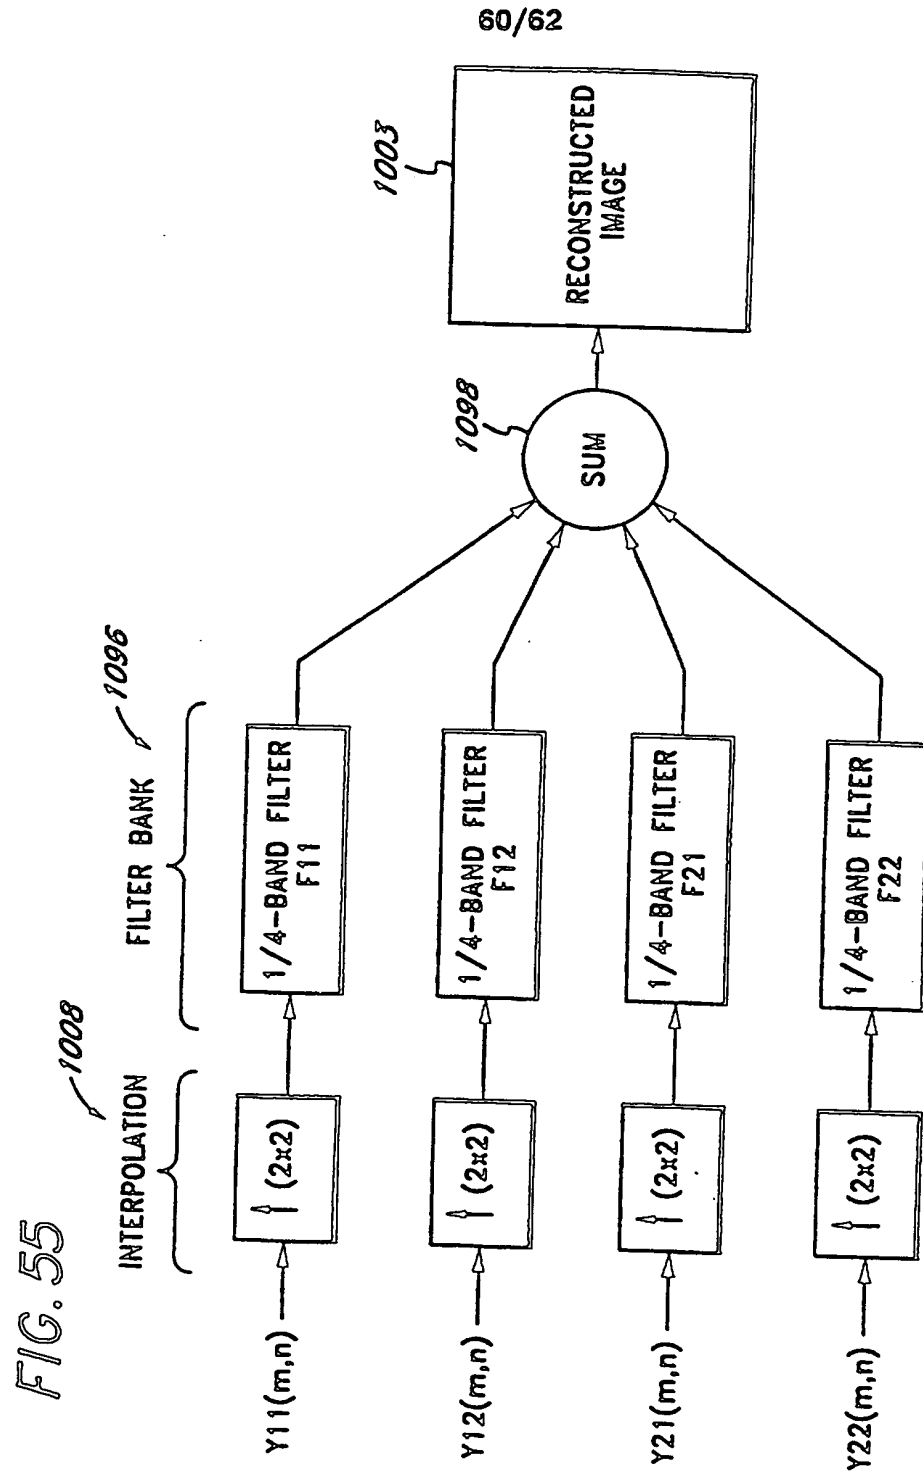 60/62
FIG. 55
INTERPOLATION
1008
FILTER BANK
1096
Y11(m,n)
(2x2)
1/4-BAND FILTER
F11
Y12(m,n)
(2x2)
1/4-BAND FILTER
F12
Y21(m,n)
(2x2)
1/4-BAND FILTER
F21
Y22(m,n)
(2x2)
1/4-BAND FILTER
F22
1098
SUM
1003
RECONSTRUCTED
IMAGE